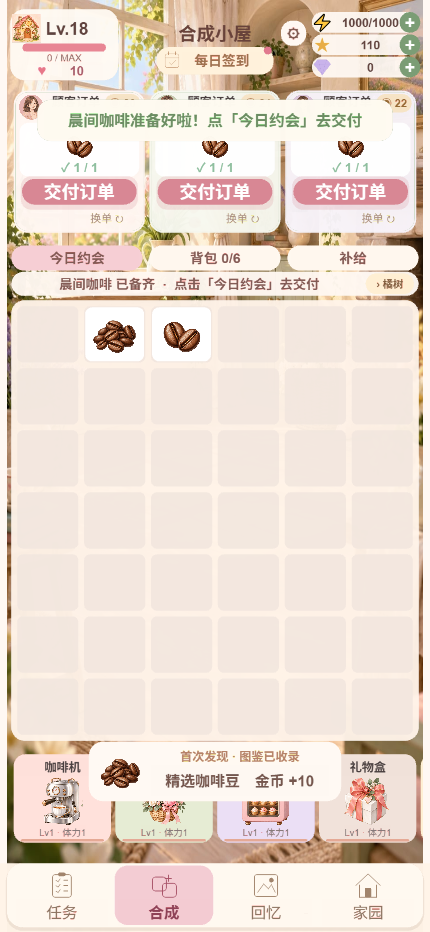 Lv.18
0 / MAX
10
合成小屋
每日签到
1000/1000
110
0
22
晨间咖啡准备好啦！点「今日约会」去交付
✓ 1 / 1
✓ 1 / 1
✓ 1 / 1
交付订单
交付订单
交付订单
换单
换单
换单
今日约会
背包 0/6
补给
晨间咖啡 已备齐 · 点击「今日约会」去交付
› 橘树
首次发现 · 图鉴已收录
精选咖啡豆 金币 +10
咖啡机
礼物盒
Lv1 · 体力1
Lv1 · 体力1
Lv1 · 体力1
Lv1 · 体力1
任务
合成
回忆
家园